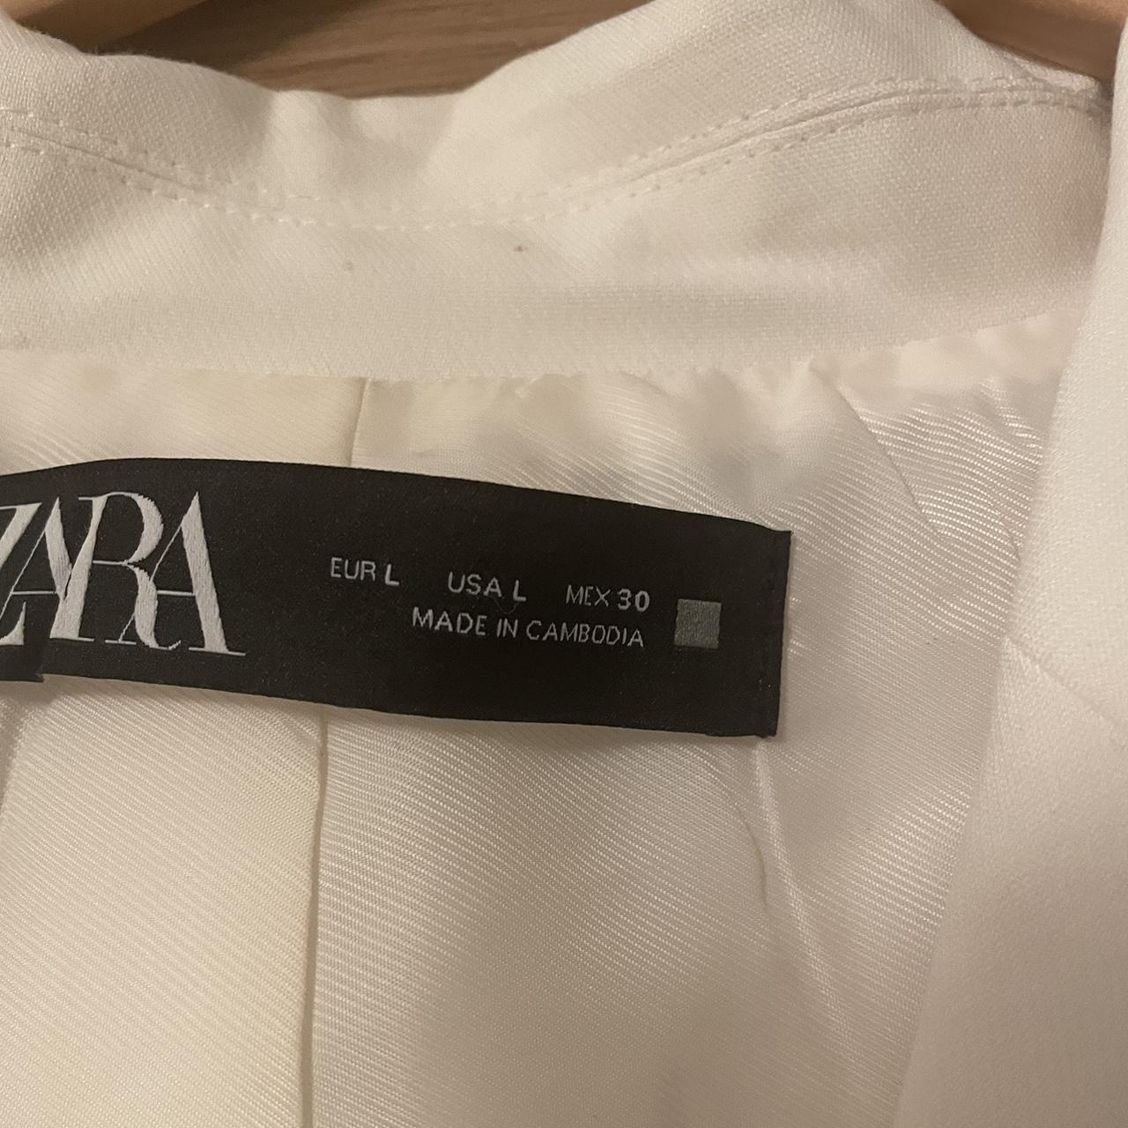 ZARA
EUR L USA L MEX 30
MADE IN CAMBODIA